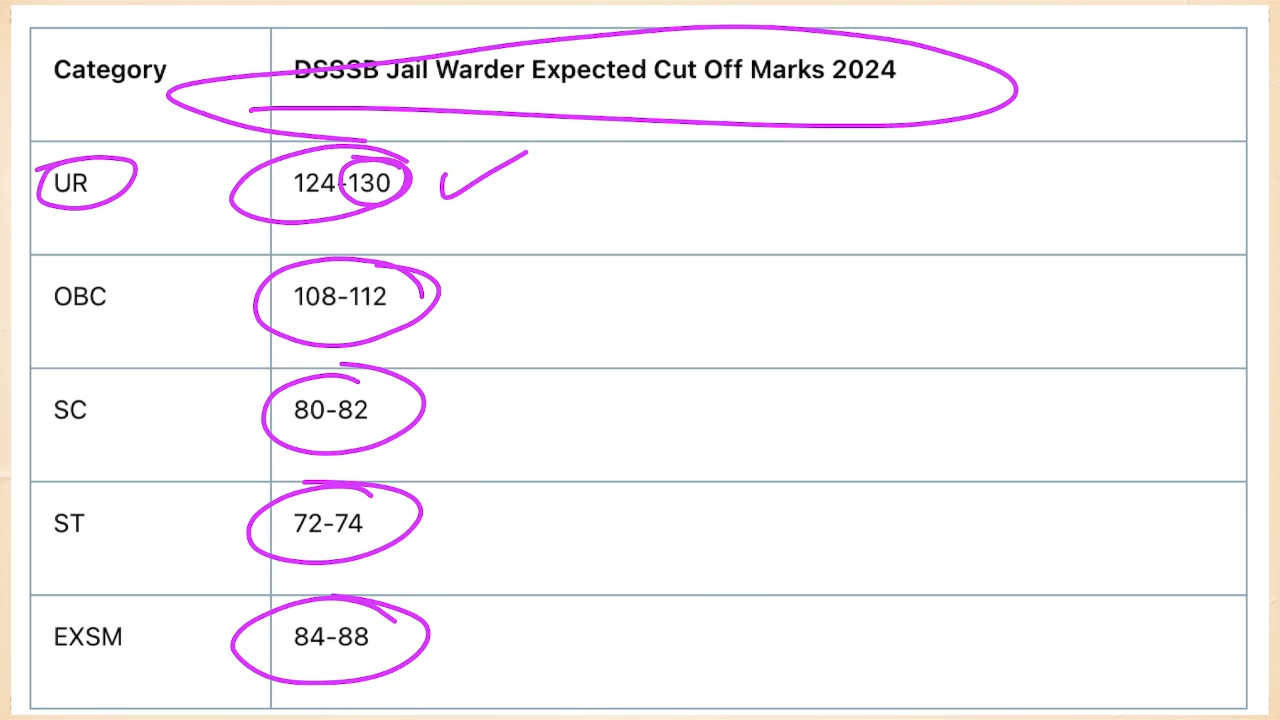 Category DSSSB Jail Warder Expected Cut Off Marks 2024
UR 124-130
OBC 108-112
SC 80-82
ST 72-74
EXSM 84-88